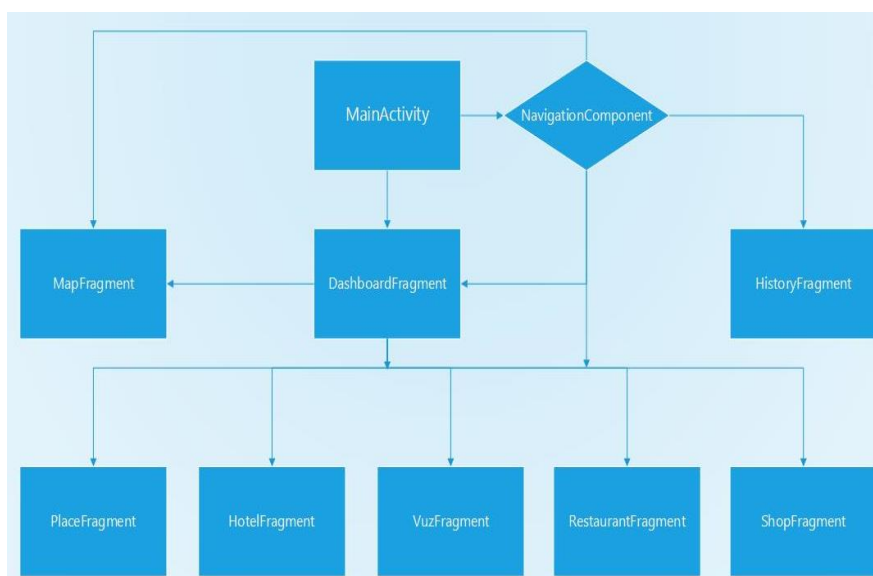 MainActivity
NavigationComponent
MapFragment
DashboardFragment
HistoryFragment
PlaceFragment
HotelFragment
VuzFragment
RestaurantFragment
ShopFragment